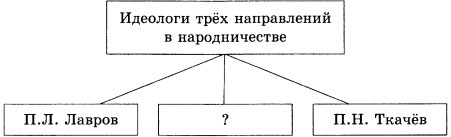 Идеологи трёх направлений
в народничестве
П.Л. Лавров
?
П.Н. Ткачёв